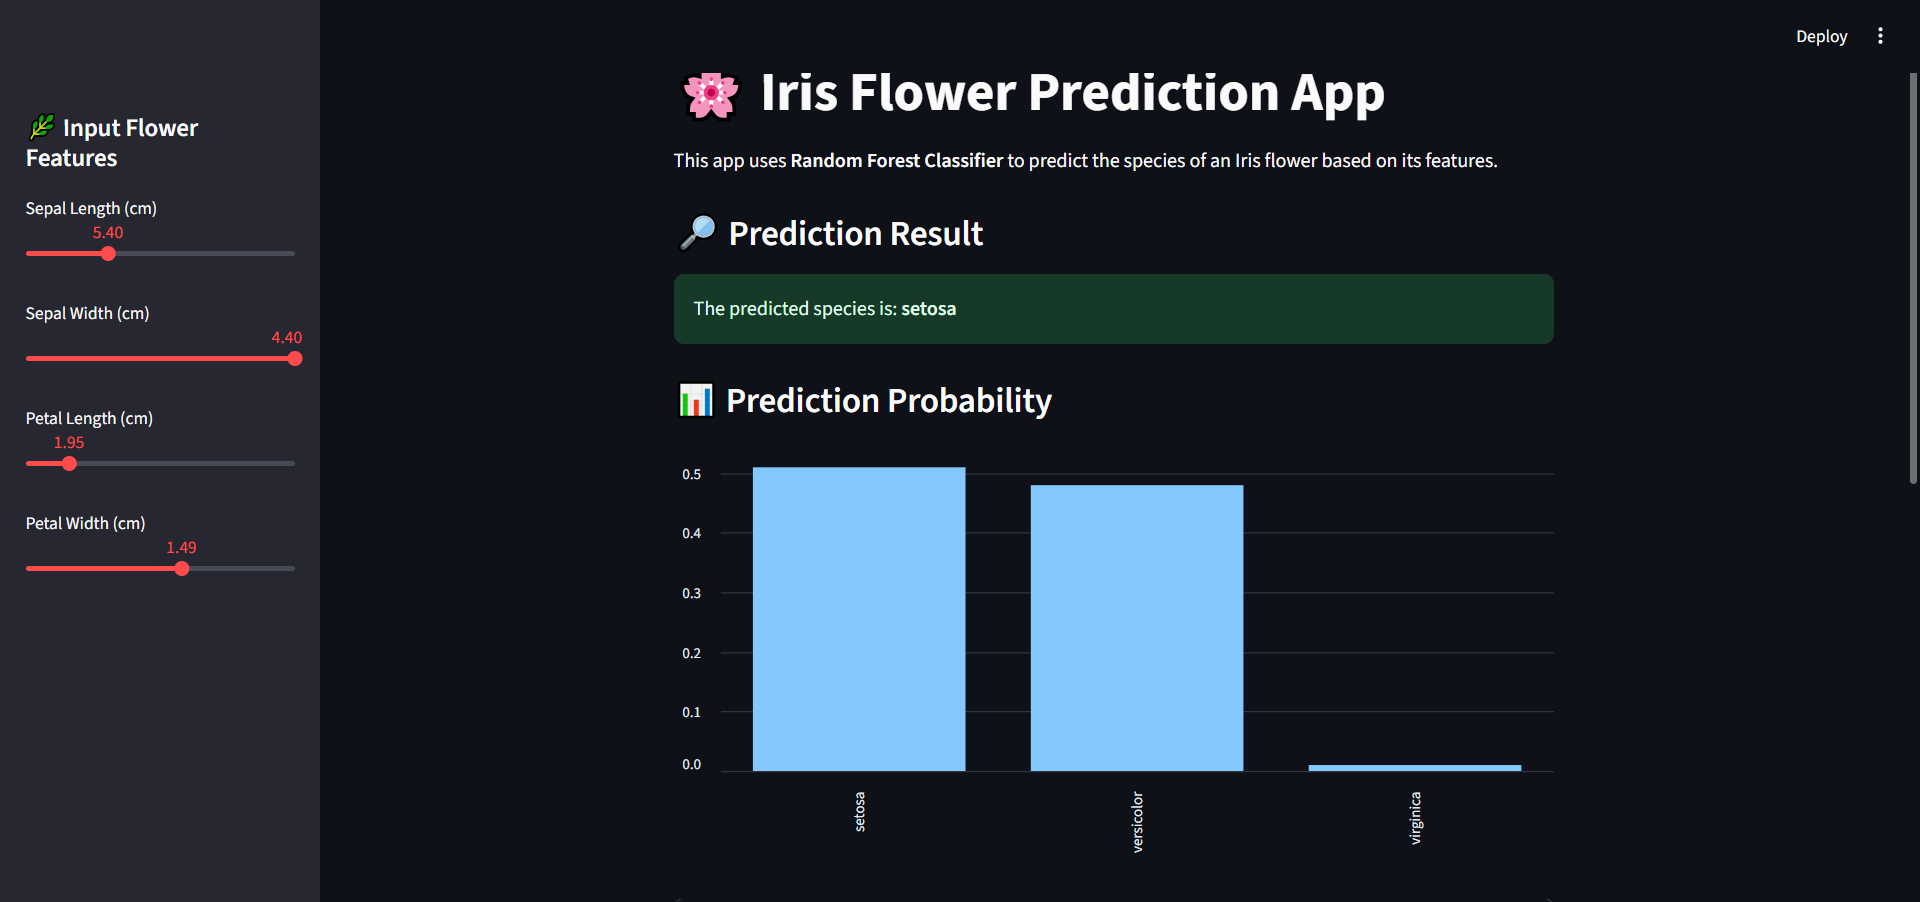 Deploy
Input Flower
Features
Sepal Length (cm)
5.40
Sepal Width (cm)
4.40
Petal Length (cm)
1.95
Petal Width (cm)
1.49
Iris Flower Prediction App
This app uses Random Forest Classifier to predict the species of an Iris flower based on its features.
Prediction Result
The predicted species is: setosa
Prediction Probability
0.5
0.4
0.3
0.2
0.1
0.0
setosa
versicolor
virginica